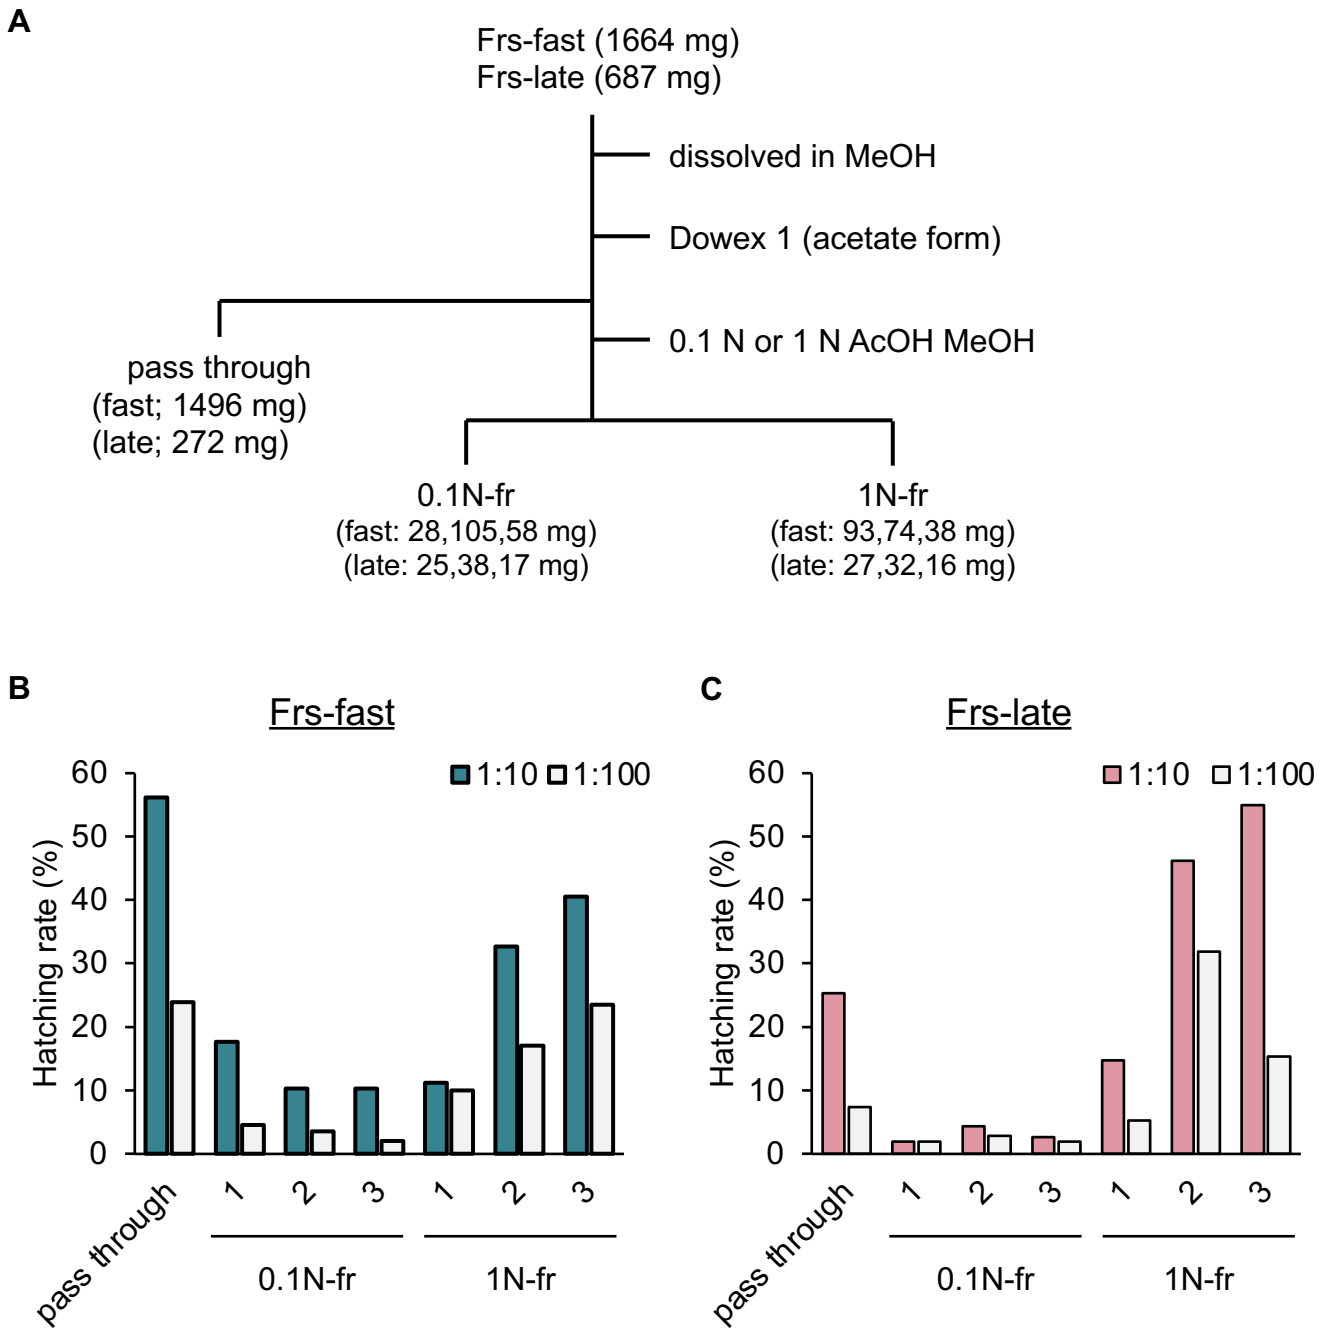 A
Frs-fast (1664 mg)
Frs-late (687 mg)
dissolved in MeOH
Dowex 1 (acetate form)
0.1 N or 1 N AcOH MeOH
pass through
(fast; 1496 mg)
(late; 272 mg)
0.1N-fr
(fast: 28,105,58 mg)
(late: 25,38,17 mg)
1N-fr
(fast: 93,74,38 mg)
(late: 27,32,16 mg)
B
Frs-fast
1:10 1:100
Hatching rate (%)
60
50
40
30
20
10
0
pass through 1 2 3 1 2 3
0.1N-fr 1N-fr
C
Frs-late
1:10 1:100
Hatching rate (%)
60
50
40
30
20
10
0
pass through 1 2 3 1 2 3
0.1N-fr 1N-fr